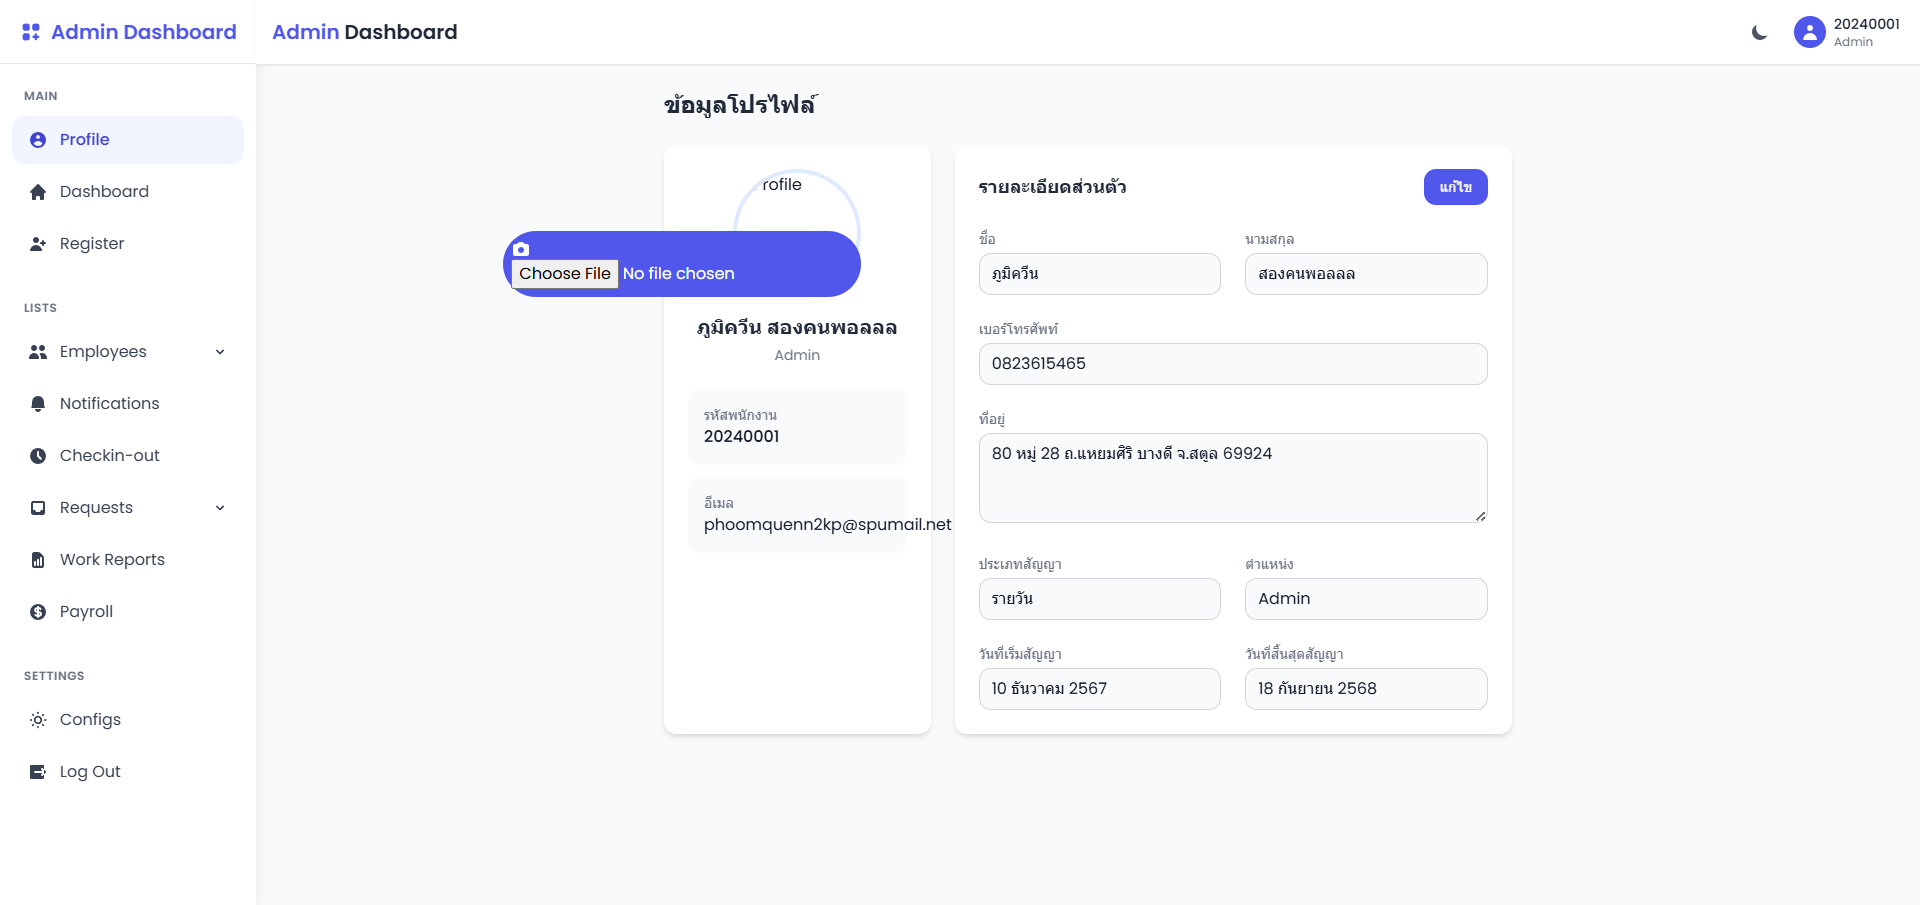 Admin Dashboard
Admin Dashboard
20240001
Admin
MAIN
Profile
Dashboard
Register
LISTS
Employees
Notifications
Checkin-out
Requests
Work Reports
Payroll
SETTINGS
Configs
Log Out
ข้อมูลโปรไฟล์
rofile
Choose File No file chosen
ภูมิควีน สองคนพอลลล
Admin
รหัสพนักงาน
20240001
อีเมล
phoomquenn2kp@spumail.net
รายละเอียดส่วนตัว
แก้ไข
ชื่อ
ภูมิควีน
นามสกุล
สองคนพอลลล
เบอร์โทรศัพท์
0823615465
ที่อยู่
80 หมู่ 28 ถ.แหยมศิริ บางดี จ.สตูล 69924
ประเภทสัญญา
รายวัน
ตำแหน่ง
Admin
วันที่เริ่มสัญญา
10 ธันวาคม 2567
วันที่สิ้นสุดสัญญา
18 กันยายน 2568